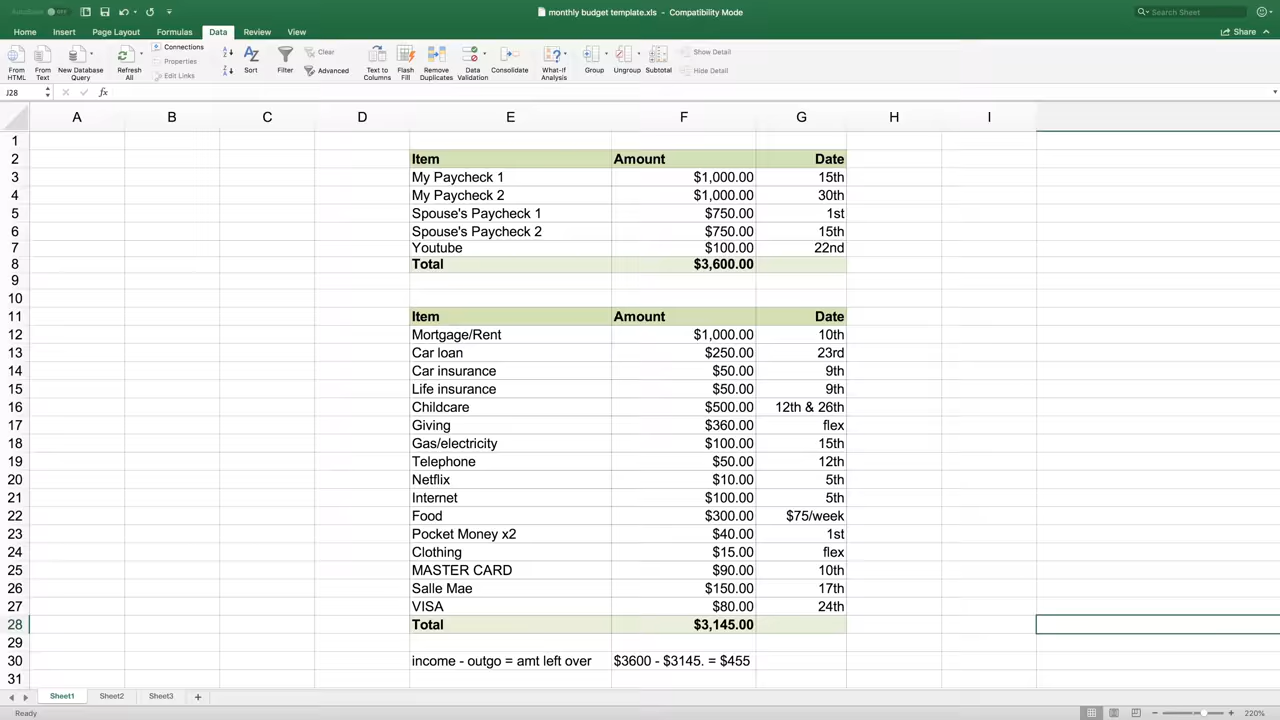 AutoSave OFF
monthly budget template.xls - Compatibility Mode
Search Sheet
Home Insert Page Layout Formulas Data Review View
Share
From HTML
From Text
New Database Query
Refresh All
Connections
Properties
Edit Links
Sort
Filter
Clear
Advanced
Text to Columns
Flash Fill
Remove Duplicates
Data Validation
Consolidate
What-If Analysis
Group
Ungroup
Subtotal
Show Detail
Hide Detail
J28 fx
A B C D E F G H I
1
2 Item Amount Date
3 My Paycheck 1 $1,000.00 15th
4 My Paycheck 2 $1,000.00 30th
5 Spouse's Paycheck 1 $750.00 1st
6 Spouse's Paycheck 2 $750.00 15th
7 Youtube $100.00 22nd
8 Total $3,600.00
9
10
11 Item Amount Date
12 Mortgage/Rent $1,000.00 10th
13 Car loan $250.00 23rd
14 Car insurance $50.00 9th
15 Life insurance $50.00 9th
16 Childcare $500.00 12th & 26th
17 Giving $360.00 flex
18 Gas/electricity $100.00 15th
19 Telephone $50.00 12th
20 Netflix $10.00 5th
21 Internet $100.00 5th
22 Food $300.00 $75/week
23 Pocket Money x2 $40.00 1st
24 Clothing $15.00 flex
25 MASTER CARD $90.00 10th
26 Salle Mae $150.00 17th
27 VISA $80.00 24th
28 Total $3,145.00
29
30 income - outgo = amt left over $3600 - $3145. = $455
31
Sheet1 Sheet2 Sheet3 +
Ready
220%